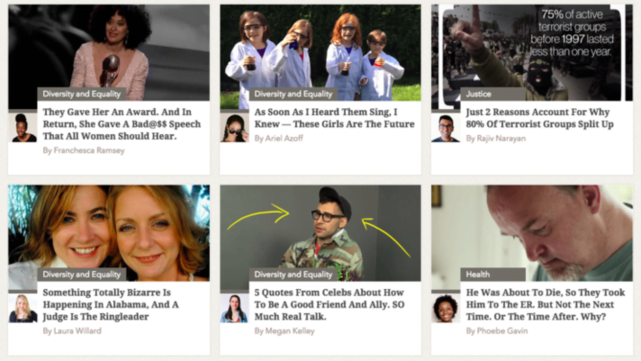 75% of active
terrorist groups
before 1997 lasted
less than one year.
Diversity and Equality
They Gave Her An Award. And In
Return, She Gave A Bad@$$ Speech
That All Women Should Hear.
By Franchesca Ramsey
Diversity and Equality
As Soon As I Heard Them Sing, I
Knew — These Girls Are The Future
By Ariel Azoff
Justice
Just 2 Reasons Account For Why
80% Of Terrorist Groups Split Up
By Rajiv Narayan
Diversity and Equality
Something Totally Bizarre Is
Happening In Alabama, And A
Judge Is The Ringleader
By Laura Willard
Diversity and Equality
5 Quotes From Celebs About How
To Be A Good Friend And Ally. SO
Much Real Talk.
By Megan Kelley
Health
He Was About To Die, So They Took
Him To The ER. But Not The Next
Time. Or The Time After. Why?
By Phoebe Gavin